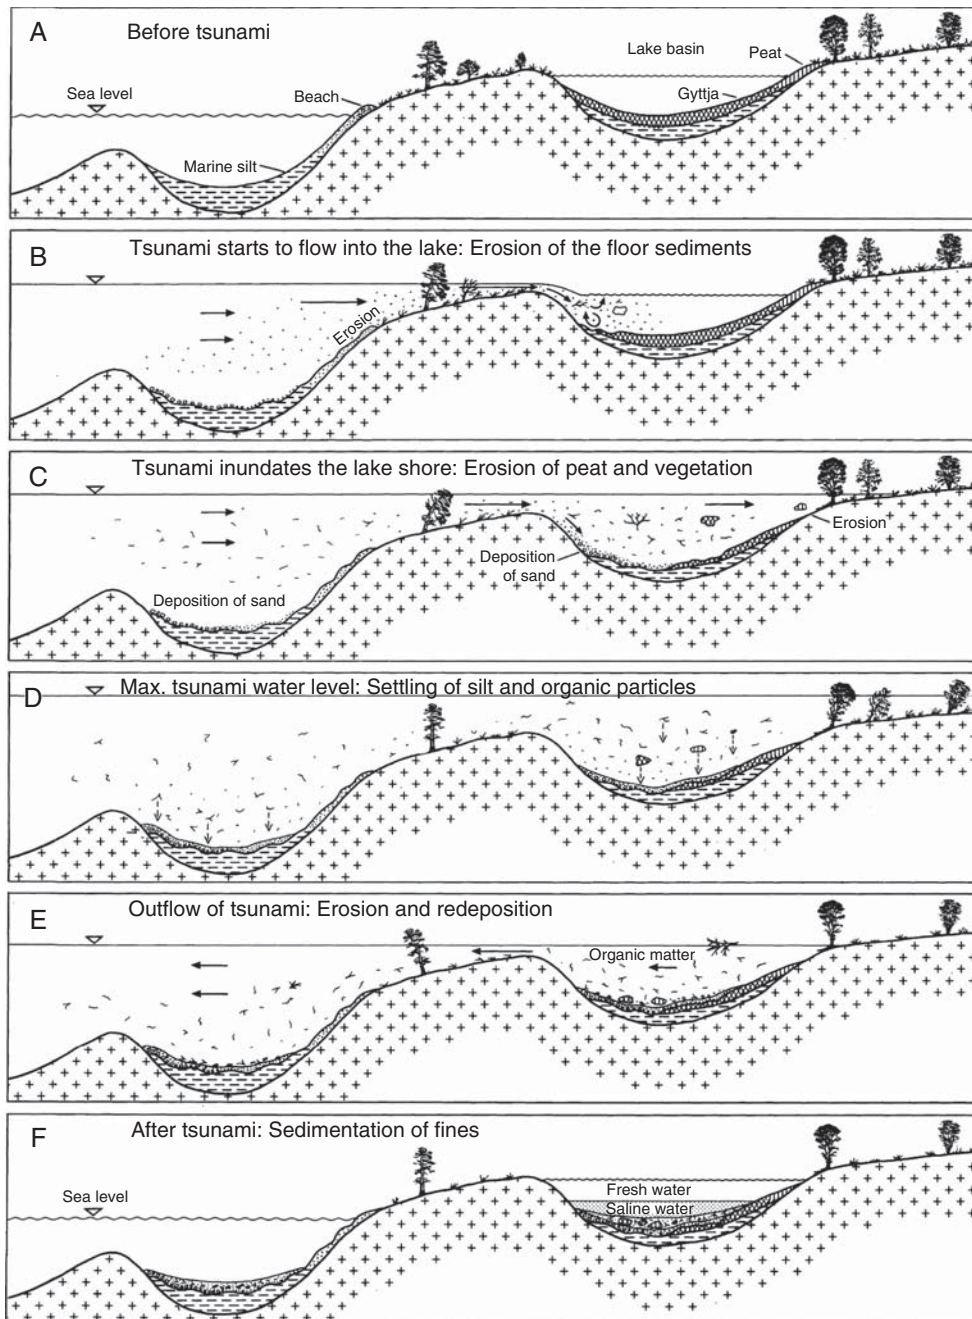 A
Before tsunami
Lake basin
Peat
Sea level
Beach
Gyttja
Marine silt
B
Tsunami starts to flow into the lake: Erosion of the floor sediments
Erosion
C
Tsunami inundates the lake shore: Erosion of peat and vegetation
Erosion
Deposition
of sand
Deposition of sand
D
Max. tsunami water level: Settling of silt and organic particles
E
Outflow of tsunami: Erosion and redeposition
Organic matter
F
After tsunami: Sedimentation of fines
Fresh water
Sea level
Saline water